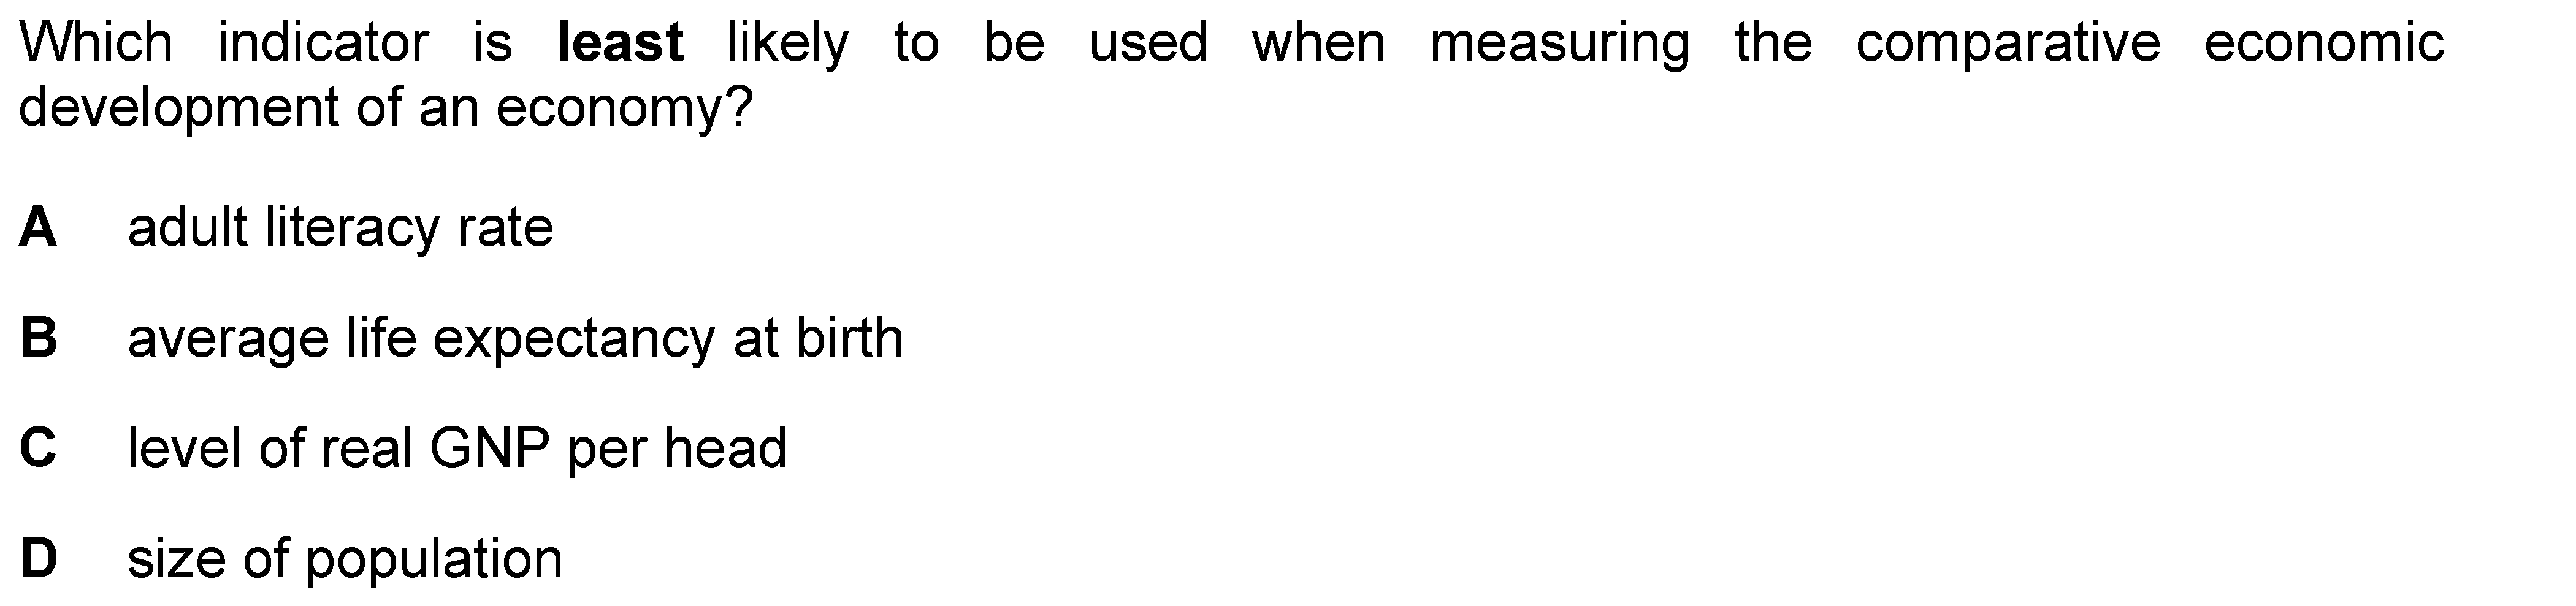 Which indicator is least likely to be used when measuring the comparative economic
development of an economy?
A adult literacy rate
B average life expectancy at birth
C level of real GNP per head
D size of population